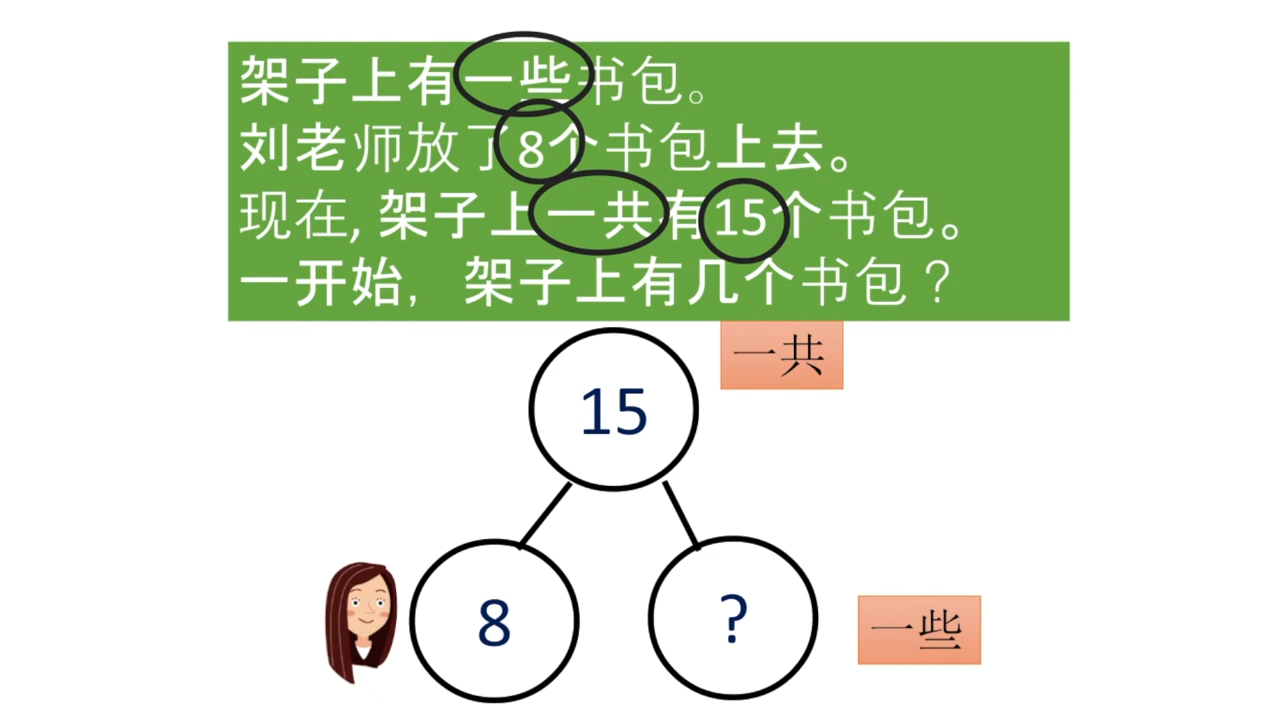 架子上有一些书包。
刘老师放了8个书包上去。
现在, 架子上一共有15个书包。
一开始， 架子上有几个书包？
一共
15
8
?
一些